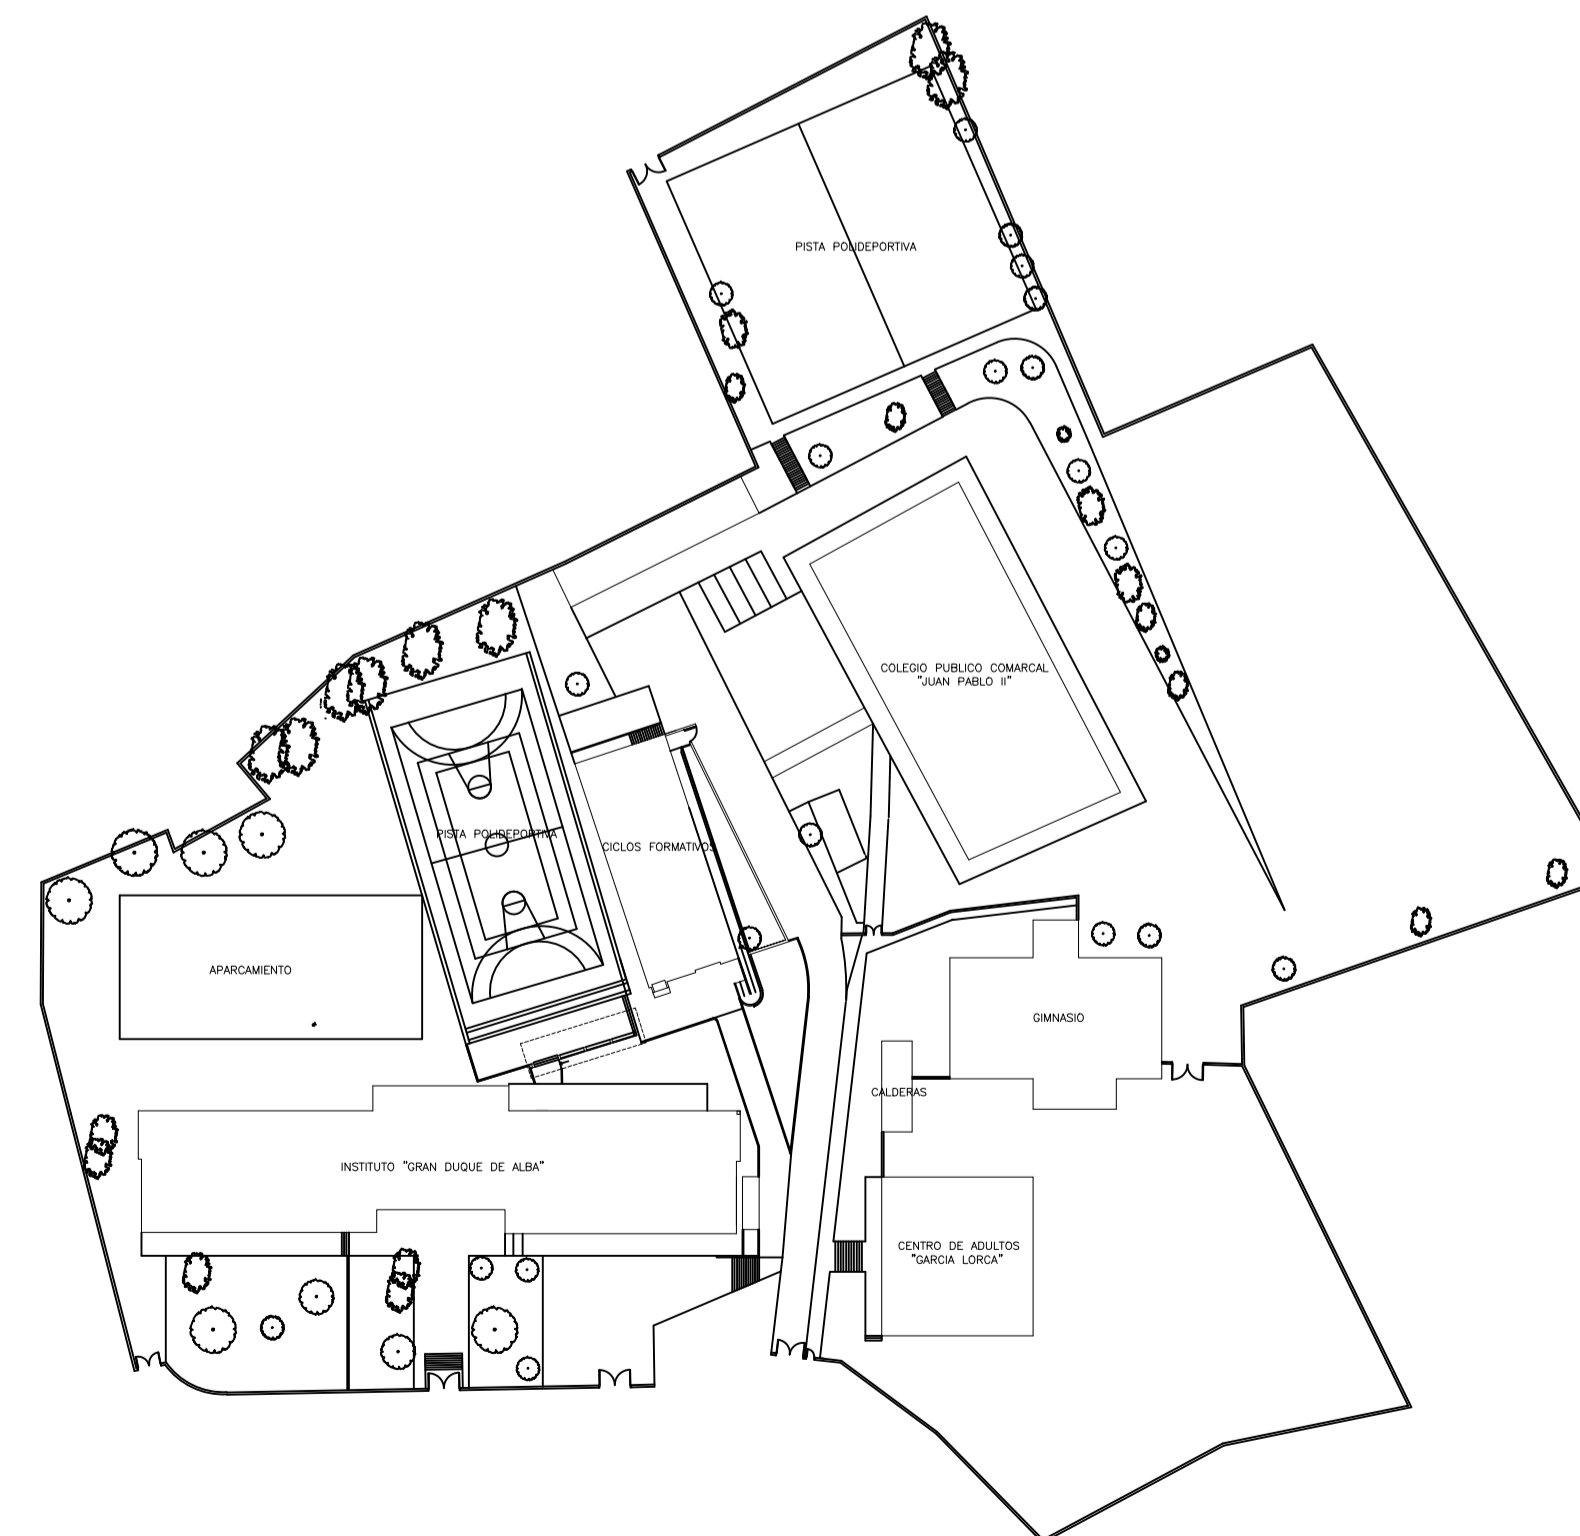 PISTA POLIDEPORTIVA
COLEGIO PUBLICO COMARCAL
"JUAN PABLO II"
PISTA POLIDEPORTIVA
CICLOS FORMATIVOS
APARCAMIENTO
GIMNASIO
CALDERAS
INSTITUTO "GRAN DUQUE DE ALBA"
CENTRO DE ADULTOS
"GARCIA LORCA"